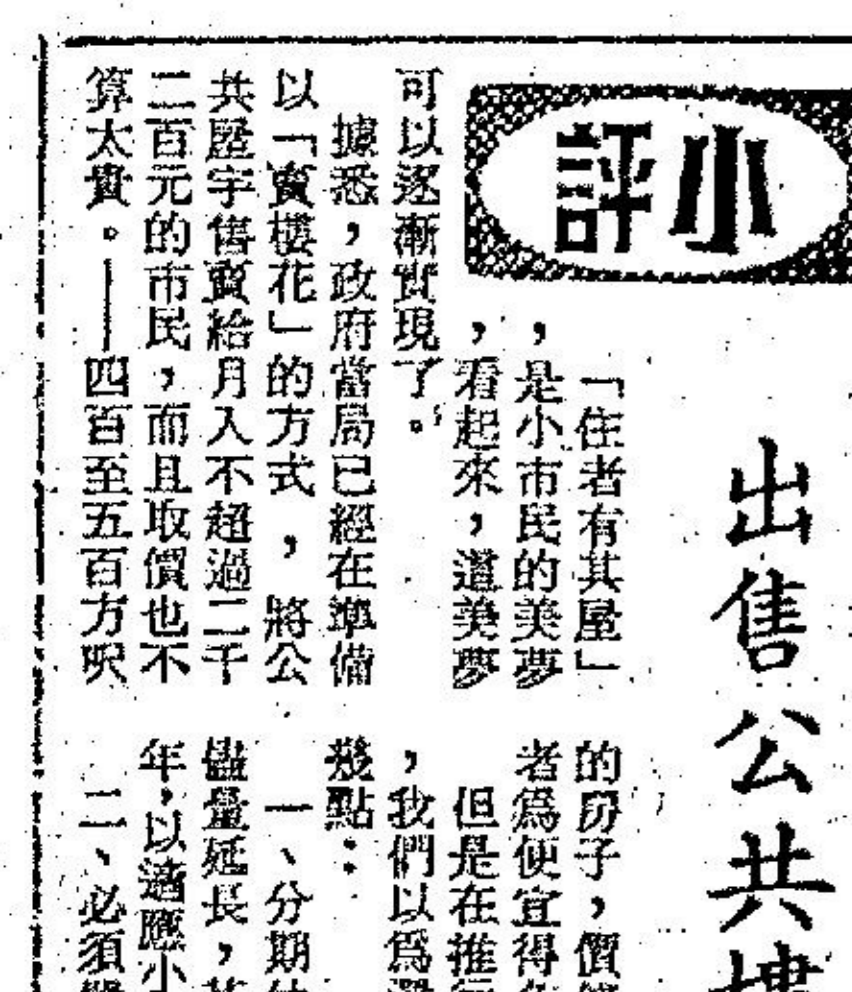 小評
出售公共
「住者有其屋」
，是小市民的美夢
，看起來，這美夢
可以逐漸實現了。
據悉，政府當局已經在準備
以「賣樓花」的方式，將公
共屋宇售賣給月入不超過二千
二百元的市民，而且取價也不
算太貴。——四百至五百方呎
的房子，價
者爲便宜得
但是在推
，我們以爲
幾點：
一、分期
儘量延長，
年，以適應小
二、必須